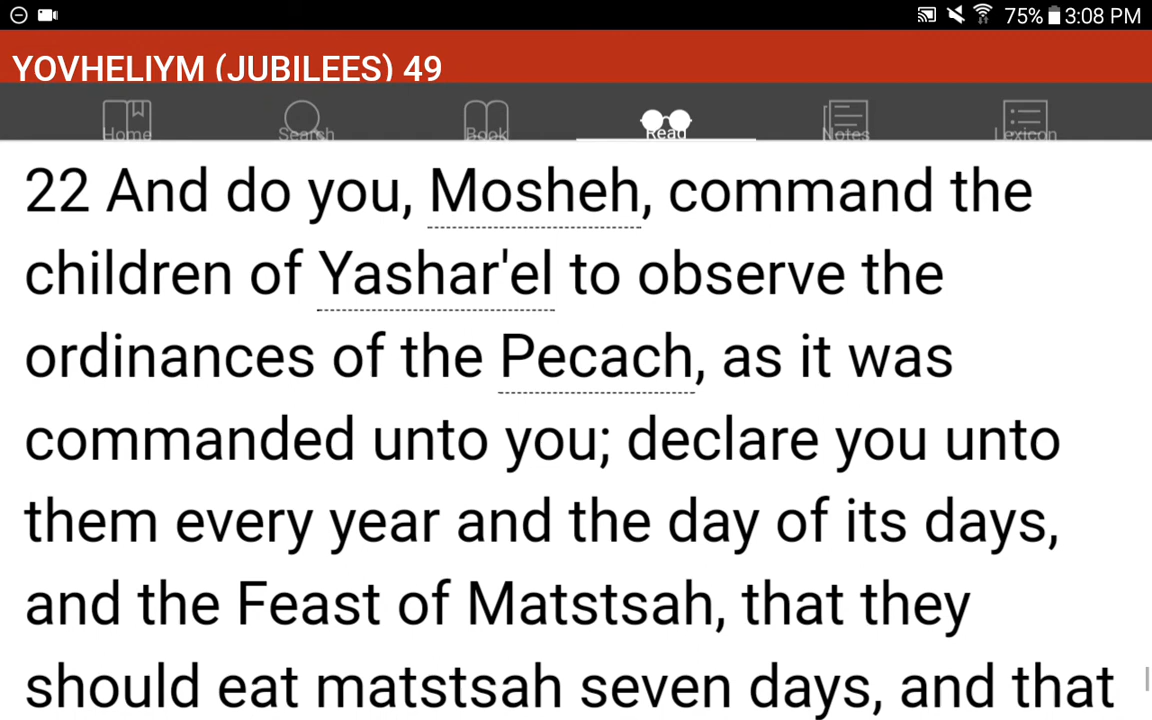 75% 3:08 PM
YOVHELIYM (JUBILEES) 49
Home Search Book Read Notes Lexicon
22 And do you, Mosheh, command the
children of Yashar'el to observe the
ordinances of the Pecach, as it was
commanded unto you; declare you unto
them every year and the day of its days,
and the Feast of Matstsah, that they
should eat matstsah seven days, and that